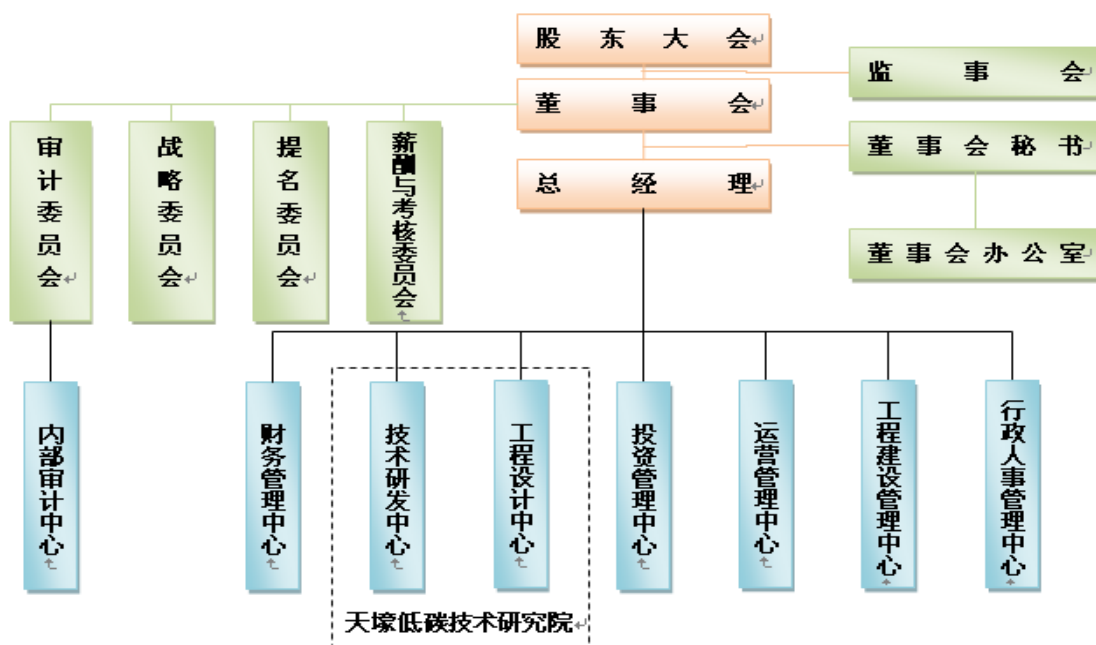 股东大会
监事会
董事会
董事会秘书
总经理
董事会办公室
审计委员会
战略委员会
提名委员会
薪酬与考核委员会
内部审计中心
财务管理中心
技术研发中心
工程设计中心
投资管理中心
运营管理中心
工程建设管理中心
行政人事管理中心
天壕低碳技术研究院